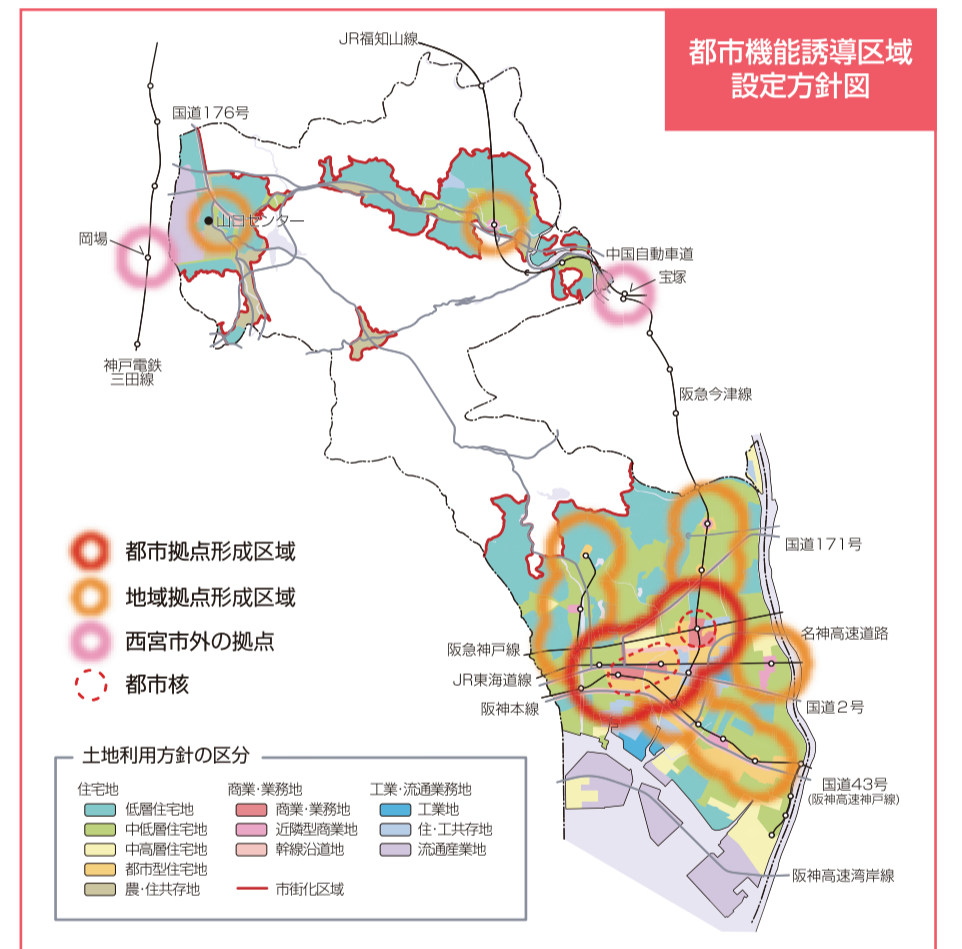 都市機能誘導区域
設定方針図
JR福知山線
国道176号
山口センター
岡場
中国自動車道
宝塚
神戸電鉄
三田線
阪急今津線
都市拠点形成区域
地域拠点形成区域
西宮市外の拠点
都市核
国道171号
名神高速道路
阪急神戸線
JR東海道線
阪神本線
国道2号
国道43号
(阪神高速神戸線)
阪神高速湾岸線
土地利用方針の区分
住宅地
低層住宅地
中低層住宅地
中高層住宅地
都市型住宅地
農・住共存地
商業・業務地
商業・業務地
近隣型商業地
幹線沿道地
市街化区域
工業・流通業務地
工業地
住・工共存地
流通産業地